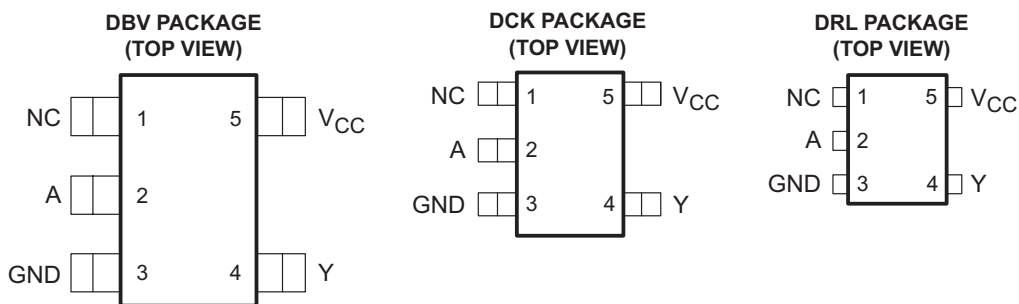 DBV PACKAGE
(TOP VIEW)
NC 1 5 VCC
A 2
GND 3 4 Y
DCK PACKAGE
(TOP VIEW)
NC 1 5 VCC
A 2
GND 3 4 Y
DRL PACKAGE
(TOP VIEW)
NC 1 5 VCC
A 2
GND 3 4 Y